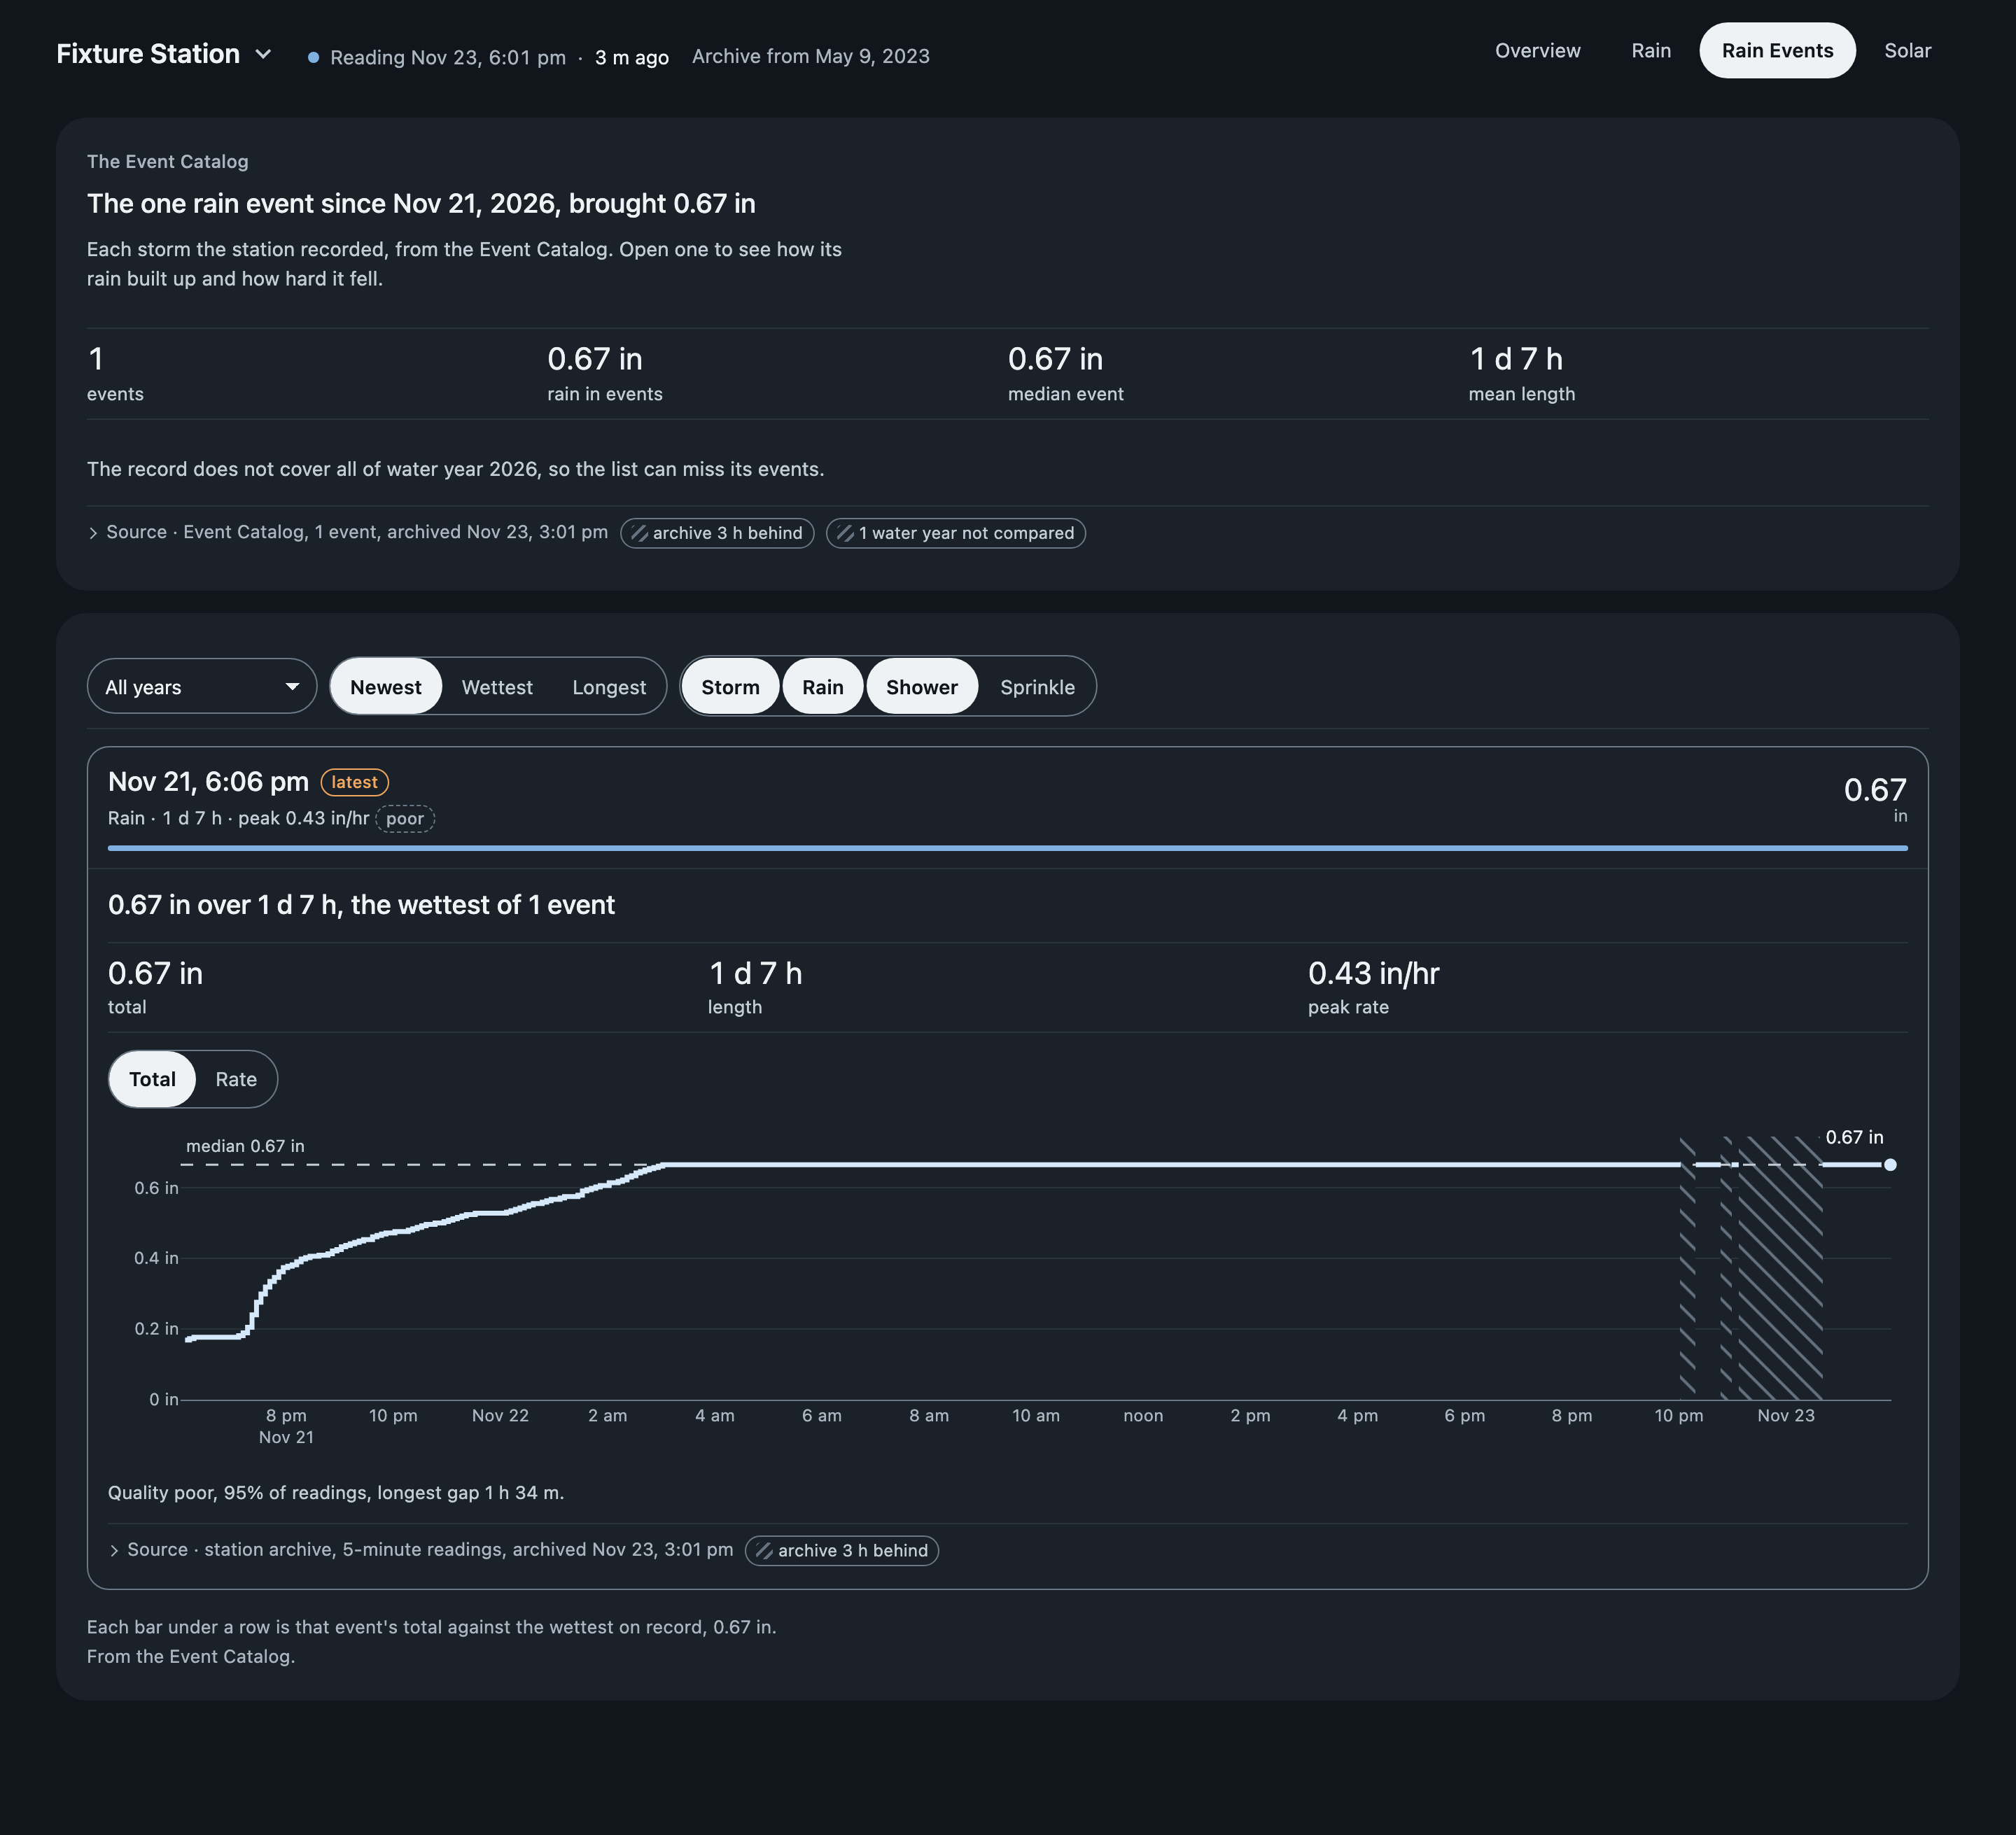 Fixture Station
Reading Nov 23, 6:01 pm · 3 m ago
Archive from May 9, 2023
Overview
Rain
Rain Events
Solar
The Event Catalog
The one rain event since Nov 21, 2026, brought 0.67 in
Each storm the station recorded, from the Event Catalog. Open one to see how its
rain built up and how hard it fell.
1
events
0.67 in
rain in events
0.67 in
median event
1 d 7 h
mean length
The record does not cover all of water year 2026, so the list can miss its events.
Source · Event Catalog, 1 event, archived Nov 23, 3:01 pm
archive 3 h behind
1 water year not compared
All years
Newest
Wettest
Longest
Storm
Rain
Shower
Sprinkle
Nov 21, 6:06 pm
latest
Rain · 1 d 7 h · peak 0.43 in/hr
poor
0.67
in
0.67 in over 1 d 7 h, the wettest of 1 event
0.67 in
total
1 d 7 h
length
0.43 in/hr
peak rate
Total
Rate
median 0.67 in
0.67 in
0.6 in
0.4 in
0.2 in
0 in
8 pm
Nov 21
10 pm
Nov 22
2 am
4 am
6 am
8 am
10 am
noon
2 pm
4 pm
6 pm
8 pm
10 pm
Nov 23
Quality poor, 95% of readings, longest gap 1 h 34 m.
Source · station archive, 5-minute readings, archived Nov 23, 3:01 pm
archive 3 h behind
Each bar under a row is that event's total against the wettest on record, 0.67 in.
From the Event Catalog.